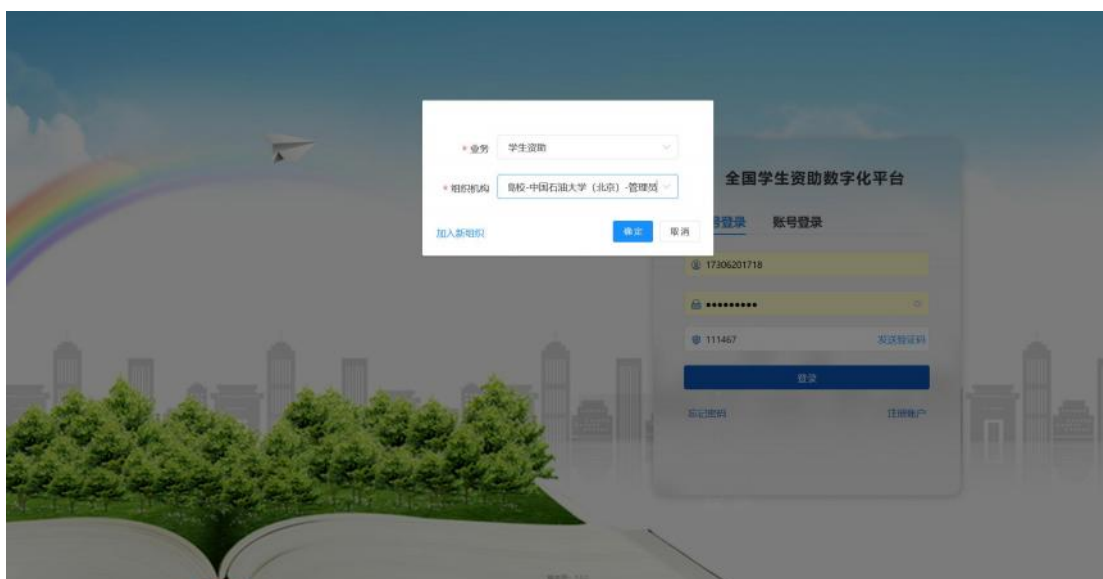 * 业务 学生资助
* 组织机构 高校-中国石油大学（北京）-管理员
加入新组织 确定 取消
全国学生资助数字化平台
号登录 账号登录
17306201718
•••••••••
111467 发送验证码
登录
忘记密码 注册账户